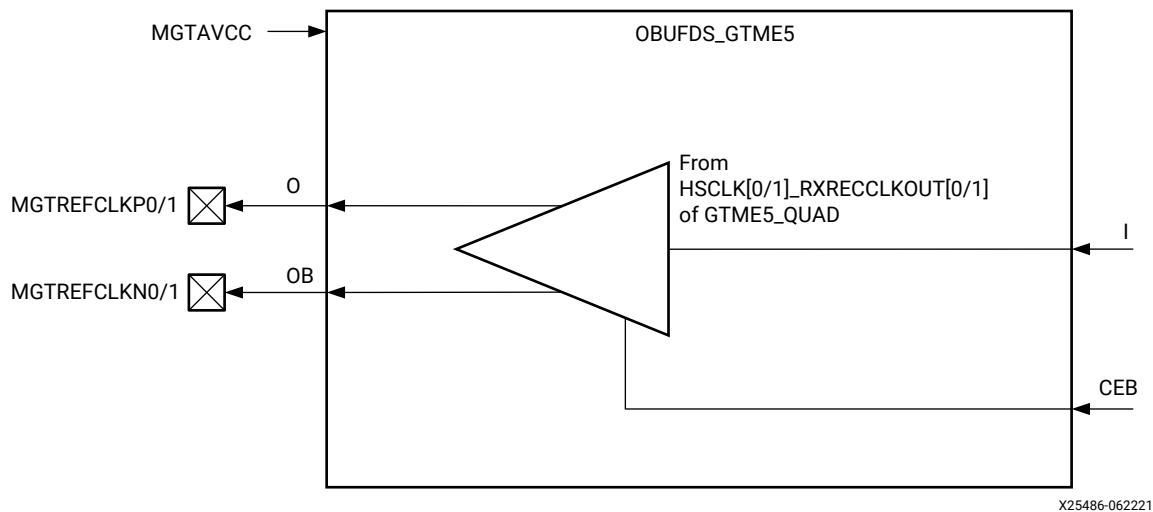 MGTAVCC
OBUFDS_GTME5
From
HSCLK[0/1]_RXRECCLKOUT[0/1]
of GTME5_QUAD
O
MGTREFCLKP0/1
I
OB
MGTREFCLKN0/1
CEB
X25486-062221